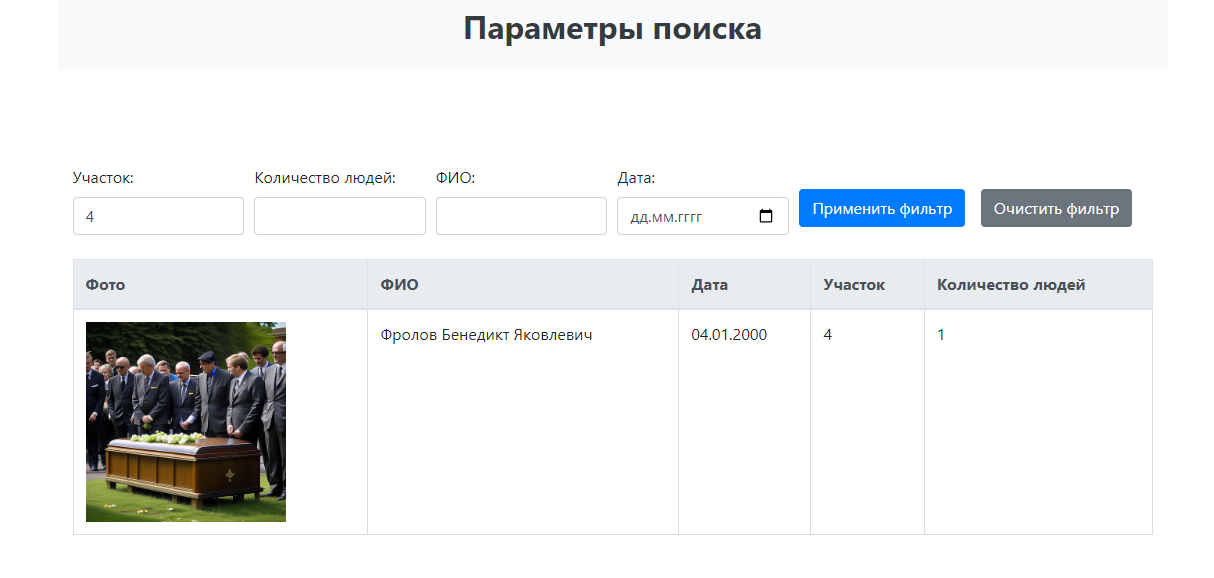 Параметры поиска
Участок: Количество людей: ФИО: Дата:
4 дд.мм.гггг Применить фильтр Очистить фильтр
Фото ФИО Дата Участок Количество людей
Фролов Бенедикт Яковлевич 04.01.2000 4 1